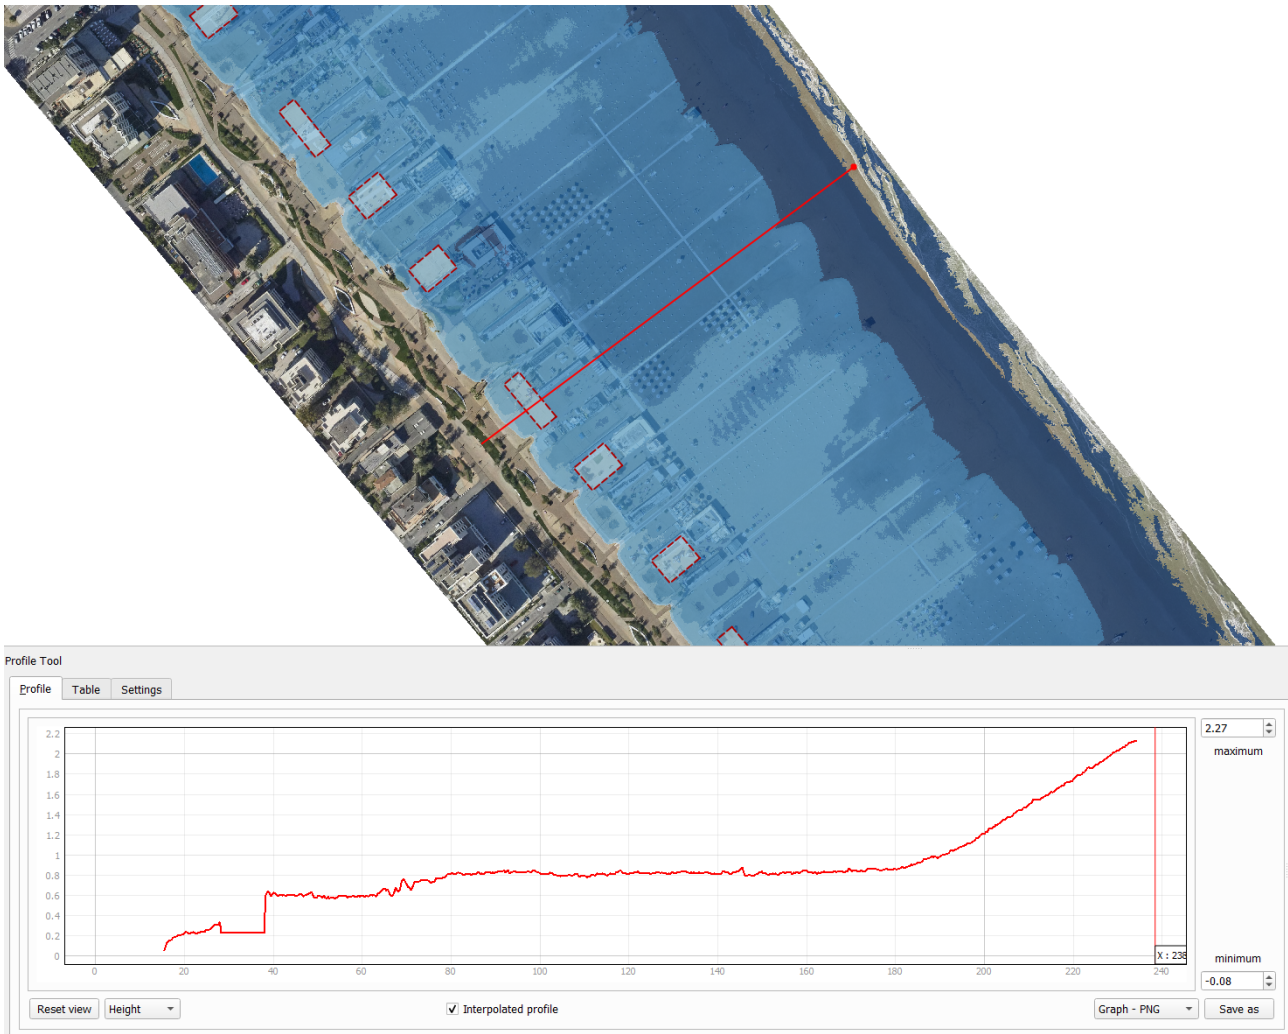 Profile Tool
Profile Table Settings
2.2
2
1.8
1.6
1.4
1.2
1
0.8
0.6
0.4
0.2
0
0 20 40 60 80 100 120 140 160 180 200 220 240
X : 238
2.27
maximum
minimum
-0.08
Reset view Height Interpolated profile Graph - PNG Save as